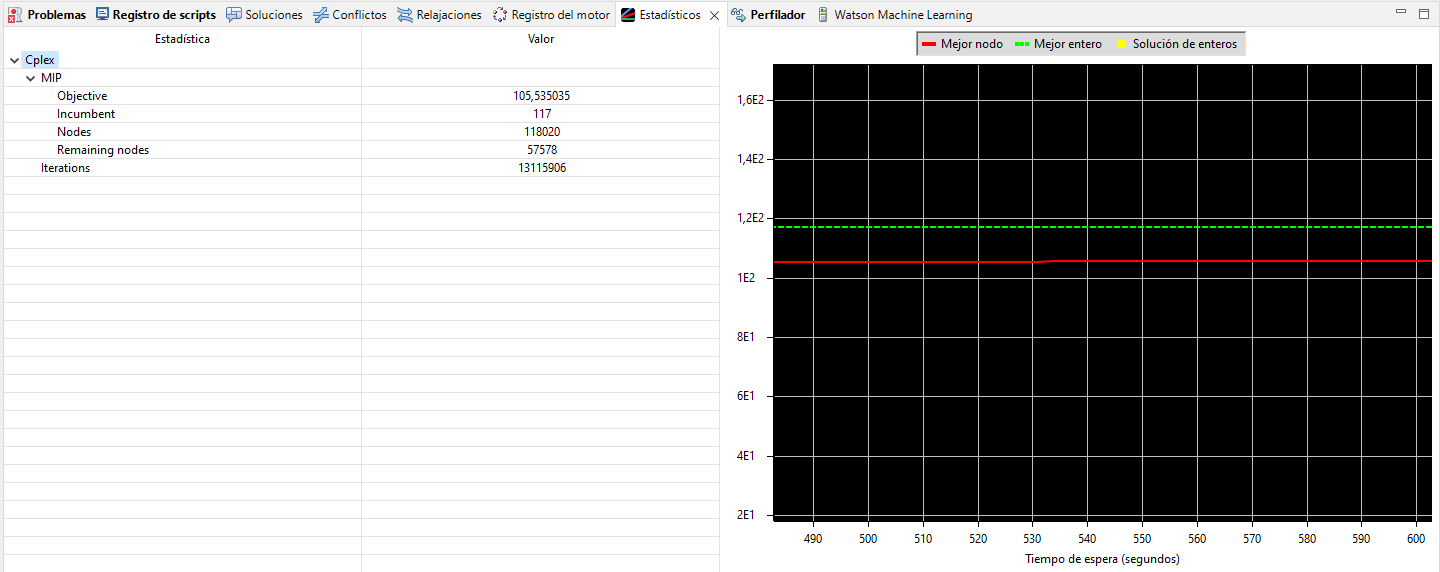 Problemas Registro de scripts Soluciones Conflictos Relajaciones Registro del motor Estadísticos Perfilador Watson Machine Learning
Estadística Valor
Cplex
MIP
Objective 105,535035
Incumbent 117
Nodes 118020
Remaining nodes 57578
Iterations 13115906
Mejor nodo Mejor entero Solución de enteros
1,6E2
1,4E2
1,2E2
1E2
8E1
6E1
4E1
2E1
490 500 510 520 530 540 550 560 570 580 590 600
Tiempo de espera (segundos)